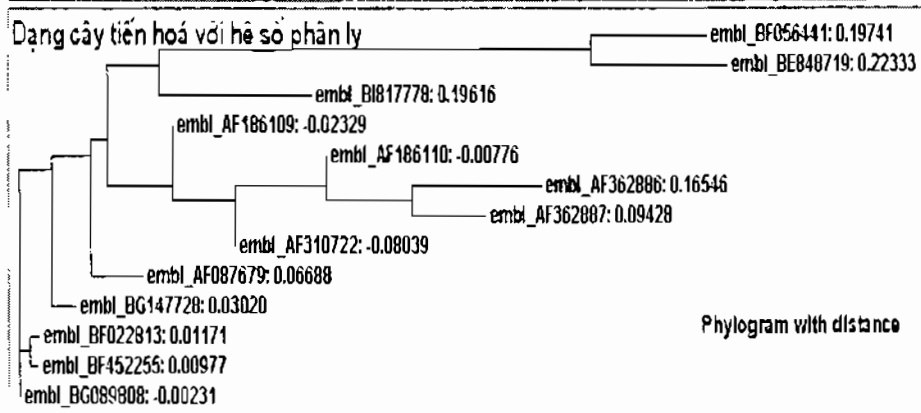 Dạng cây tiến hoá với hệ số phân ly
embl_BF056441: 0.19741
embl_BE848719: 0.22333
embl_BI817778: 0.19616
embl_AF186109: -0.02329
embl_AF186110: -0.00776
embl_AF362886: 0.16546
embl_AF362887: 0.09428
embl_AF310722: -0.08039
embl_AF087679: 0.06688
embl_BG147728: 0.03020
Phylogram with distance
embl_BF022813: 0.01171
embl_BF452255: 0.00977
embl_BG089808: -0.00231